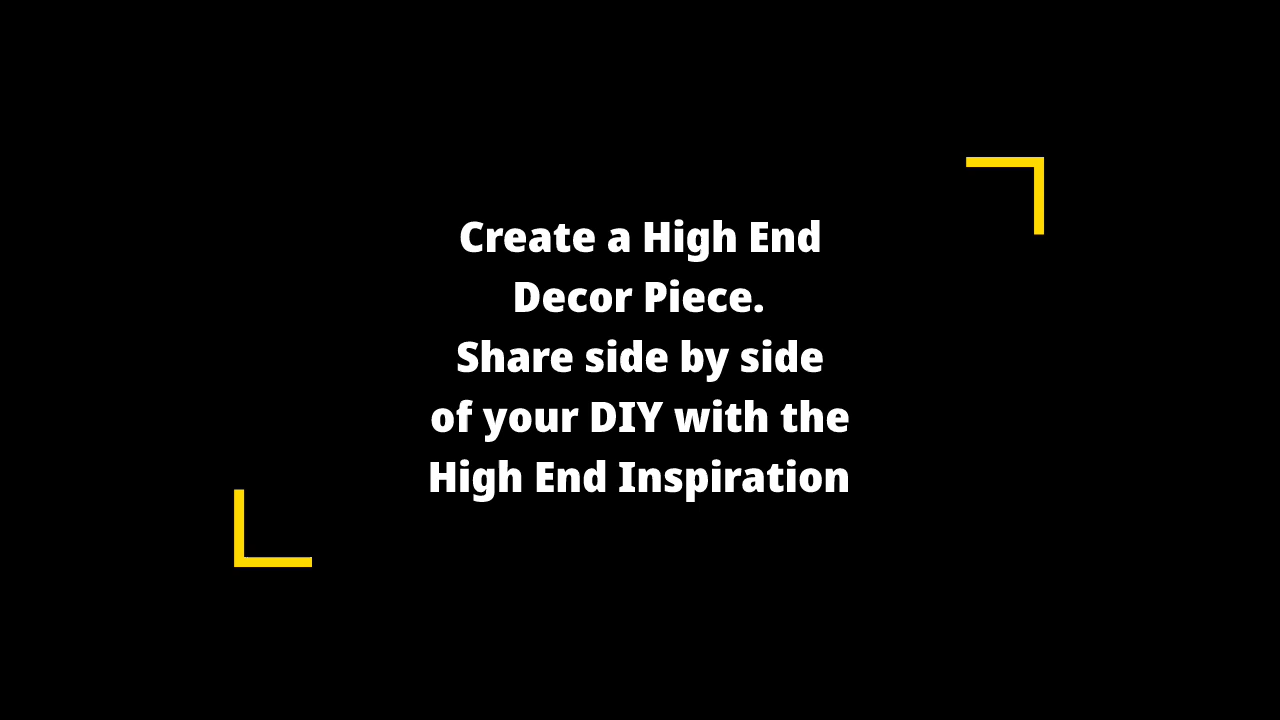 Create a High End
Decor Piece.
Share side by side
of your DIY with the
High End Inspiration